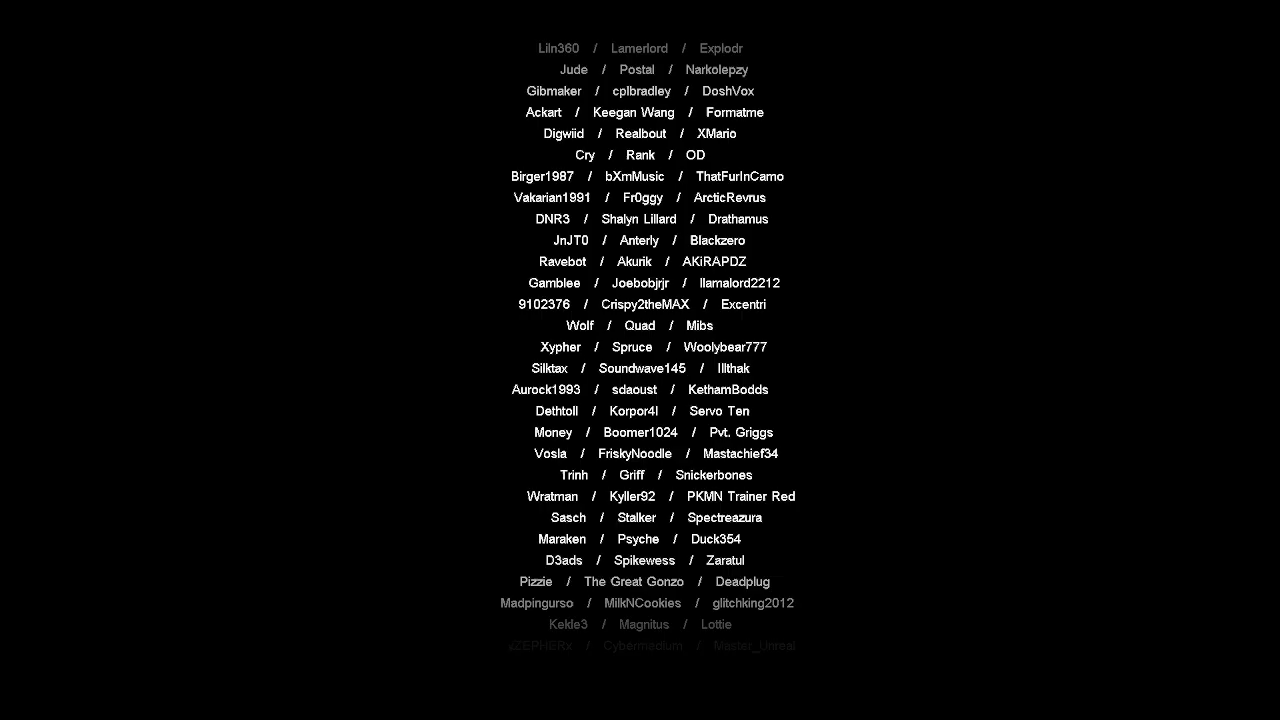 Liln360 / Lamerlord / Explodr
Jude / Postal / Narkolepzy
Gibmaker / cplbradley / DoshVox
Ackart / Keegan Wang / Formatme
Digwiid / Realbout / XMario
Cry / Rank / OD
Birger1987 / bXmMusic / ThatFurInCamo
Vakarian1991 / Fr0ggy / ArcticRevrus
DNR3 / Shalyn Lillard / Drathamus
JnJT0 / Anterly / Blackzero
Ravebot / Akurik / AKiRAPDZ
Gamblee / Joebobjrjr / llamalord2212
9102376 / Crispy2theMAX / Excentri
Wolf / Quad / Mibs
Xypher / Spruce / Woolybear777
Silktax / Soundwave145 / Illthak
Aurock1993 / sdaoust / KethamBodds
Dethtoll / Korpor4l / Servo Ten
Money / Boomer1024 / Pvt. Griggs
Vosla / FriskyNoodle / Mastachief34
Trinh / Griff / Snickerbones
Wratman / Kyller92 / PKMN Trainer Red
Sasch / Stalker / Spectreazura
Maraken / Psyche / Duck354
D3ads / Spikewess / Zaratul
Pizzie / The Great Gonzo / Deadplug
Madpingurso / MilkNCookies / glitchking2012
Kekle3 / Magnitus / Lottie
/ Cybermedium / Master_Unreal